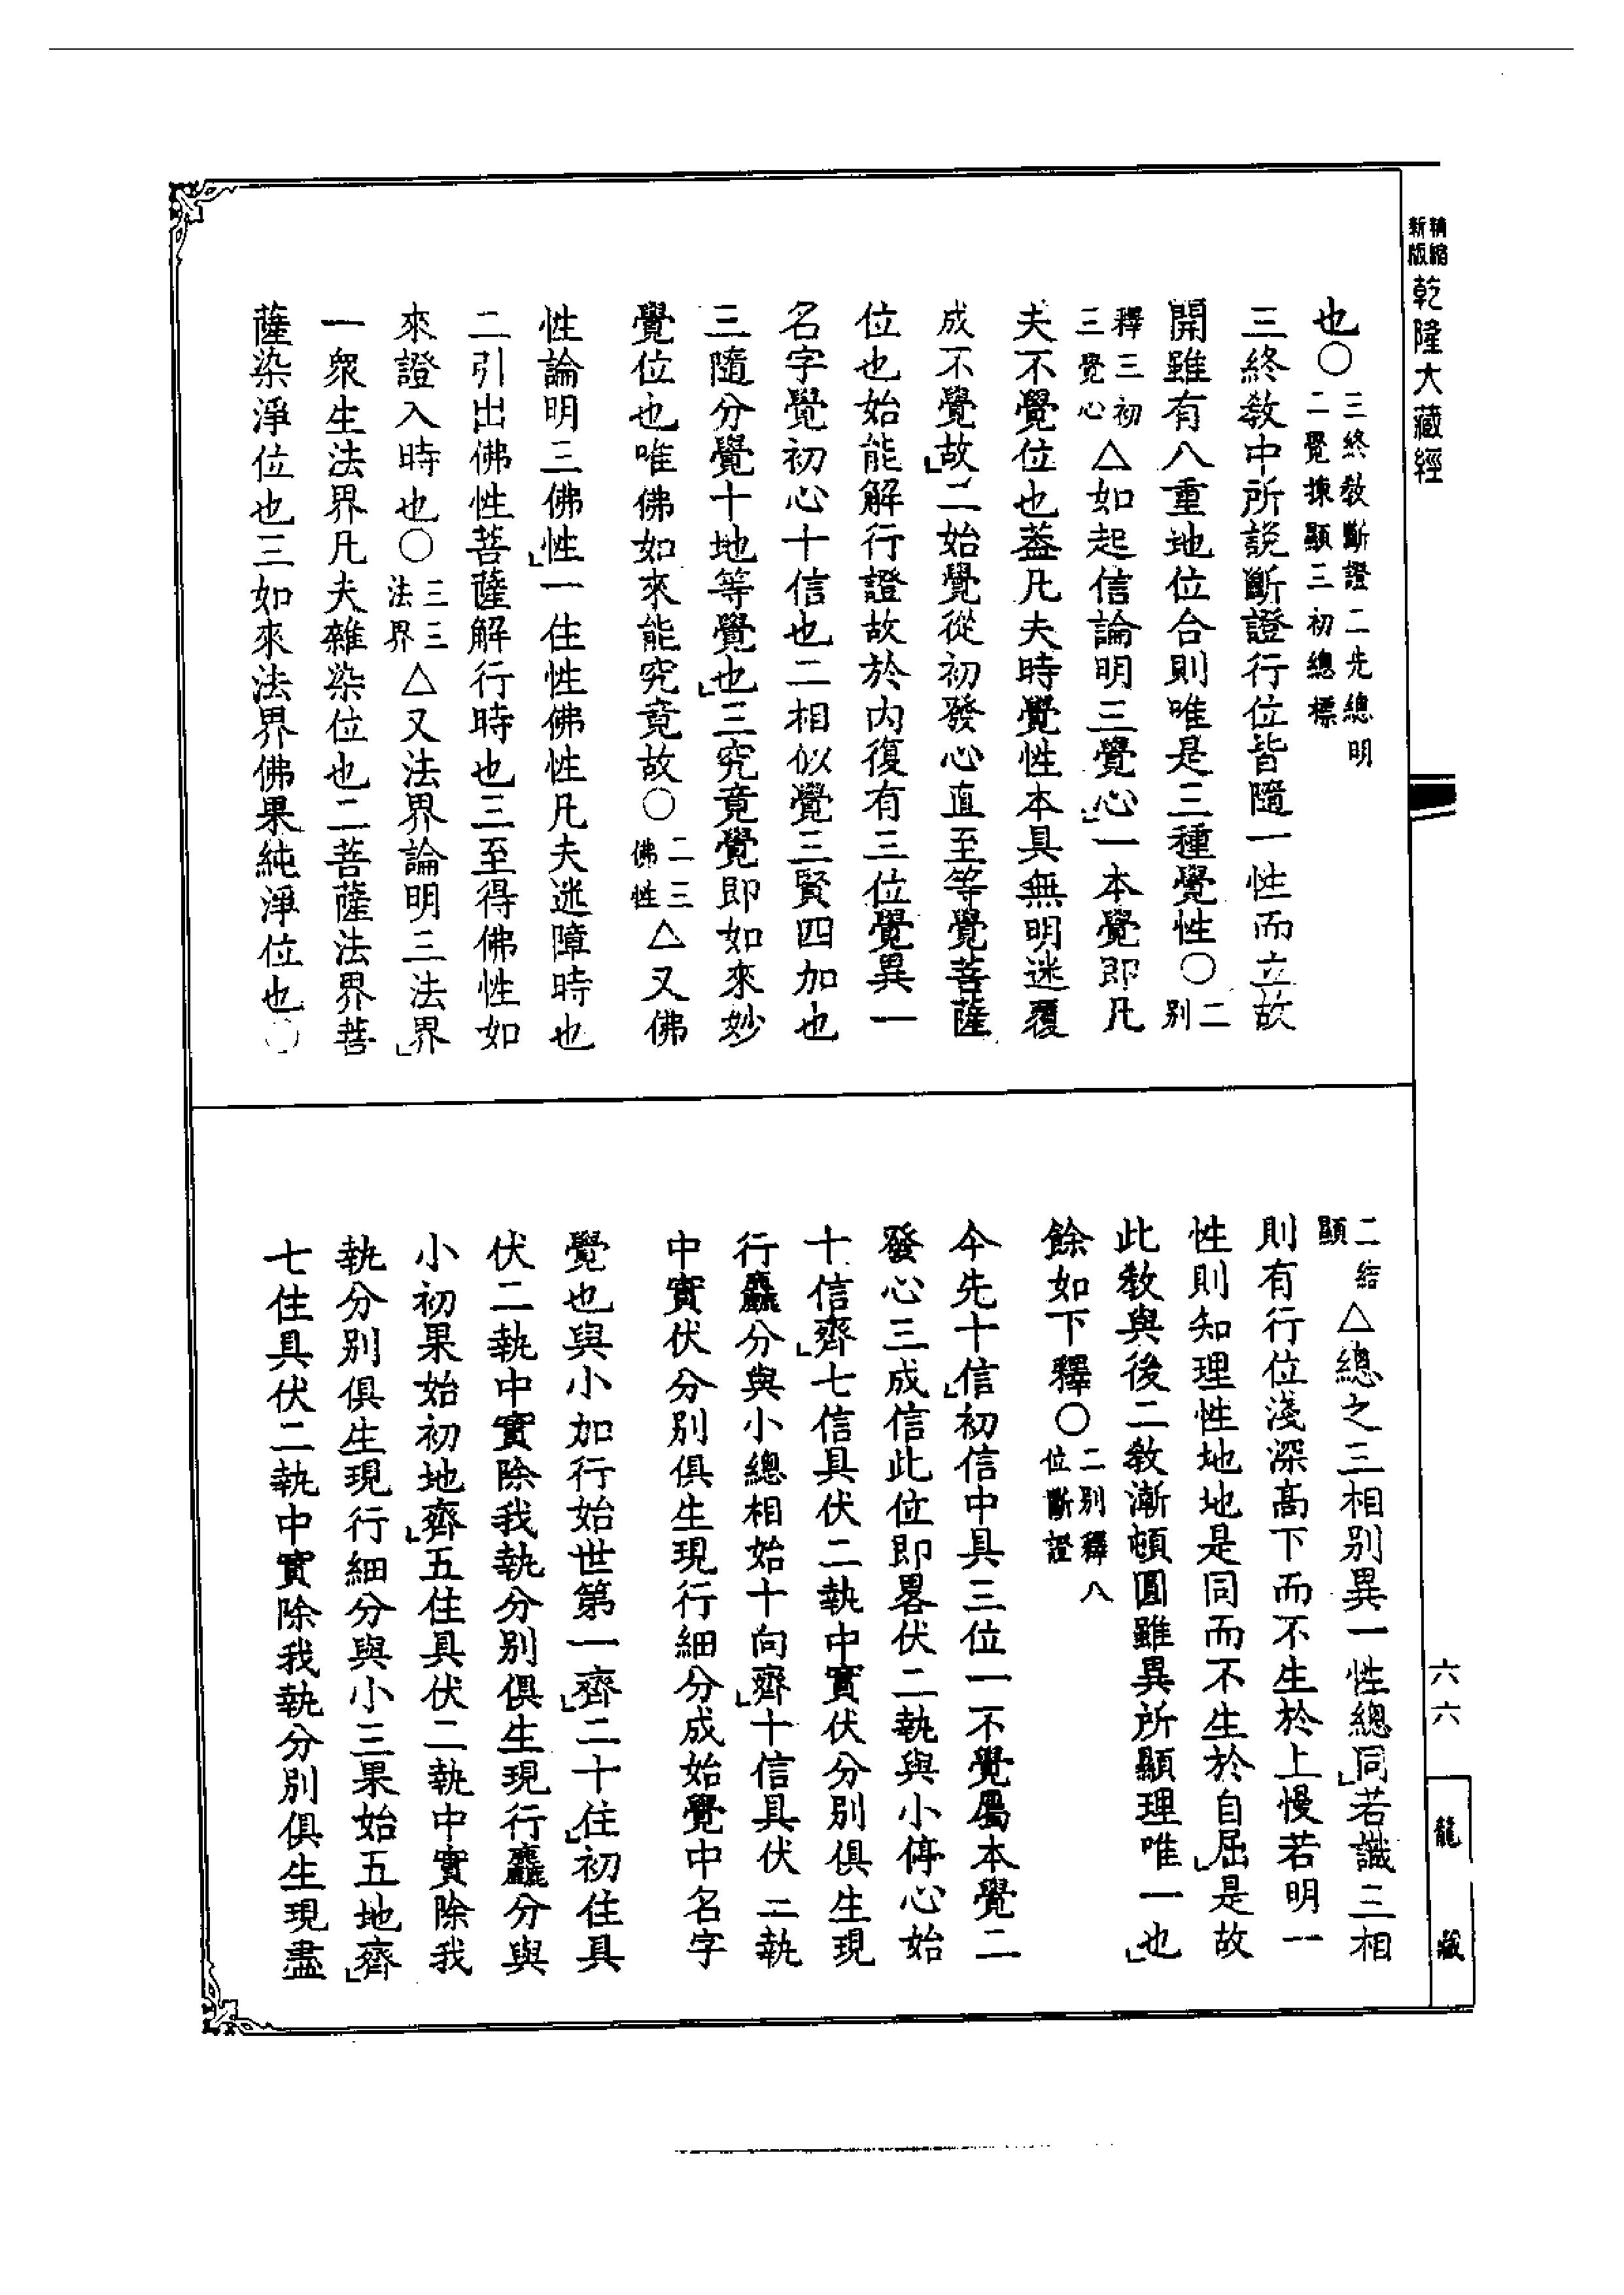 精縮新版
乾隆大藏經
也○三終教斷證二先總明二覺揀顯三初總標
三終教中所説斷證行位皆隨一性而立故
開雖有八重地位合則唯是三種覺性○二別
釋三初三覺心△如起信論明三覺心一本覺即凡
夫不覺位也葢凡夫時覺性本具無明迷覆
成不覺故二始覺從初發心直至等覺菩薩
位也始能解行證故於內復有三位覺異一
名字覺初心十信也二相似覺三賢四加也
三隨分覺十地等覺也三究竟覺即如來妙
覺位也唯佛如來能究竟故○二三佛性△又佛
性論明三佛性一住性佛性凡夫迷障時也
二引出佛性菩薩解行時也三至得佛性如
來證入時也○三三法界△又法界論明三法界
一衆生法界凡夫雜染位也二菩薩法界菩
薩染淨位也三如來法界佛果純淨位也○
二結顯△總之三相別異一性總同若識三相
則有行位淺深高下而不生於上慢若明一
性則知理性地地是同而不生於自屈是故
此教與後二教漸頓圓雖異所顯理唯一也
餘如下釋○二別釋八位斷證
今先十信初信中具三位一不覺屬本覺二
發心三成信此位即畧伏二執與小停心始
十信齊七信具伏二執中實伏分別俱生現
行麤分與小總相始十向齊十信具伏二執
中實伏分別俱生現行細分成始覺中名字
覺也與小加行始世第一齊二十住初住具
伏二執中實除我執分別俱生現行麤分與
小初果始初地齊五住具伏二執中實除我
執分別俱生現行細分與小三果始五地齊
七住具伏二執中實除我執分別俱生現盡
六六
龍藏